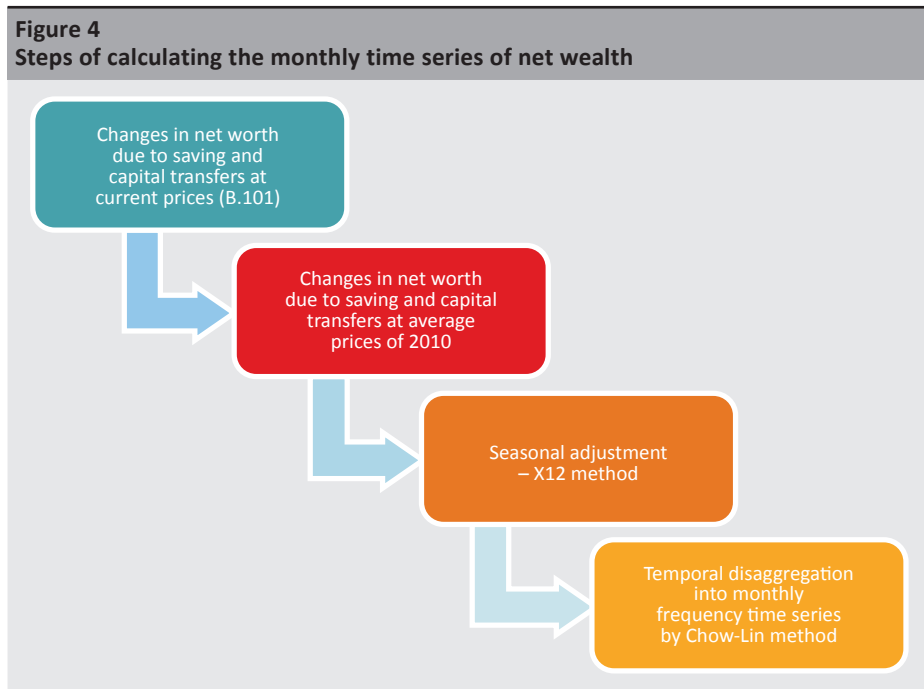 Figure 4
Steps of calculating the monthly time series of net wealth
Changes in net worth
due to saving and
capital transfers at
current prices (B.101)
Changes in net worth
due to saving and capital
transfers at average
prices of 2010
Seasonal adjustment
– X12 method
Temporal disaggregation
into monthly
frequency time series
by Chow-Lin method